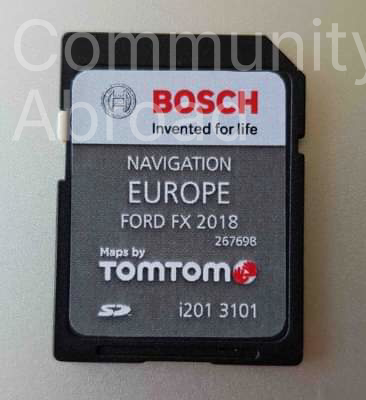 Community
Abroad
BOSCH
Invented for life
NAVIGATION
EUROPE
FORD FX 2018
267698
Maps by
TOMTOM
SD
i201 3101